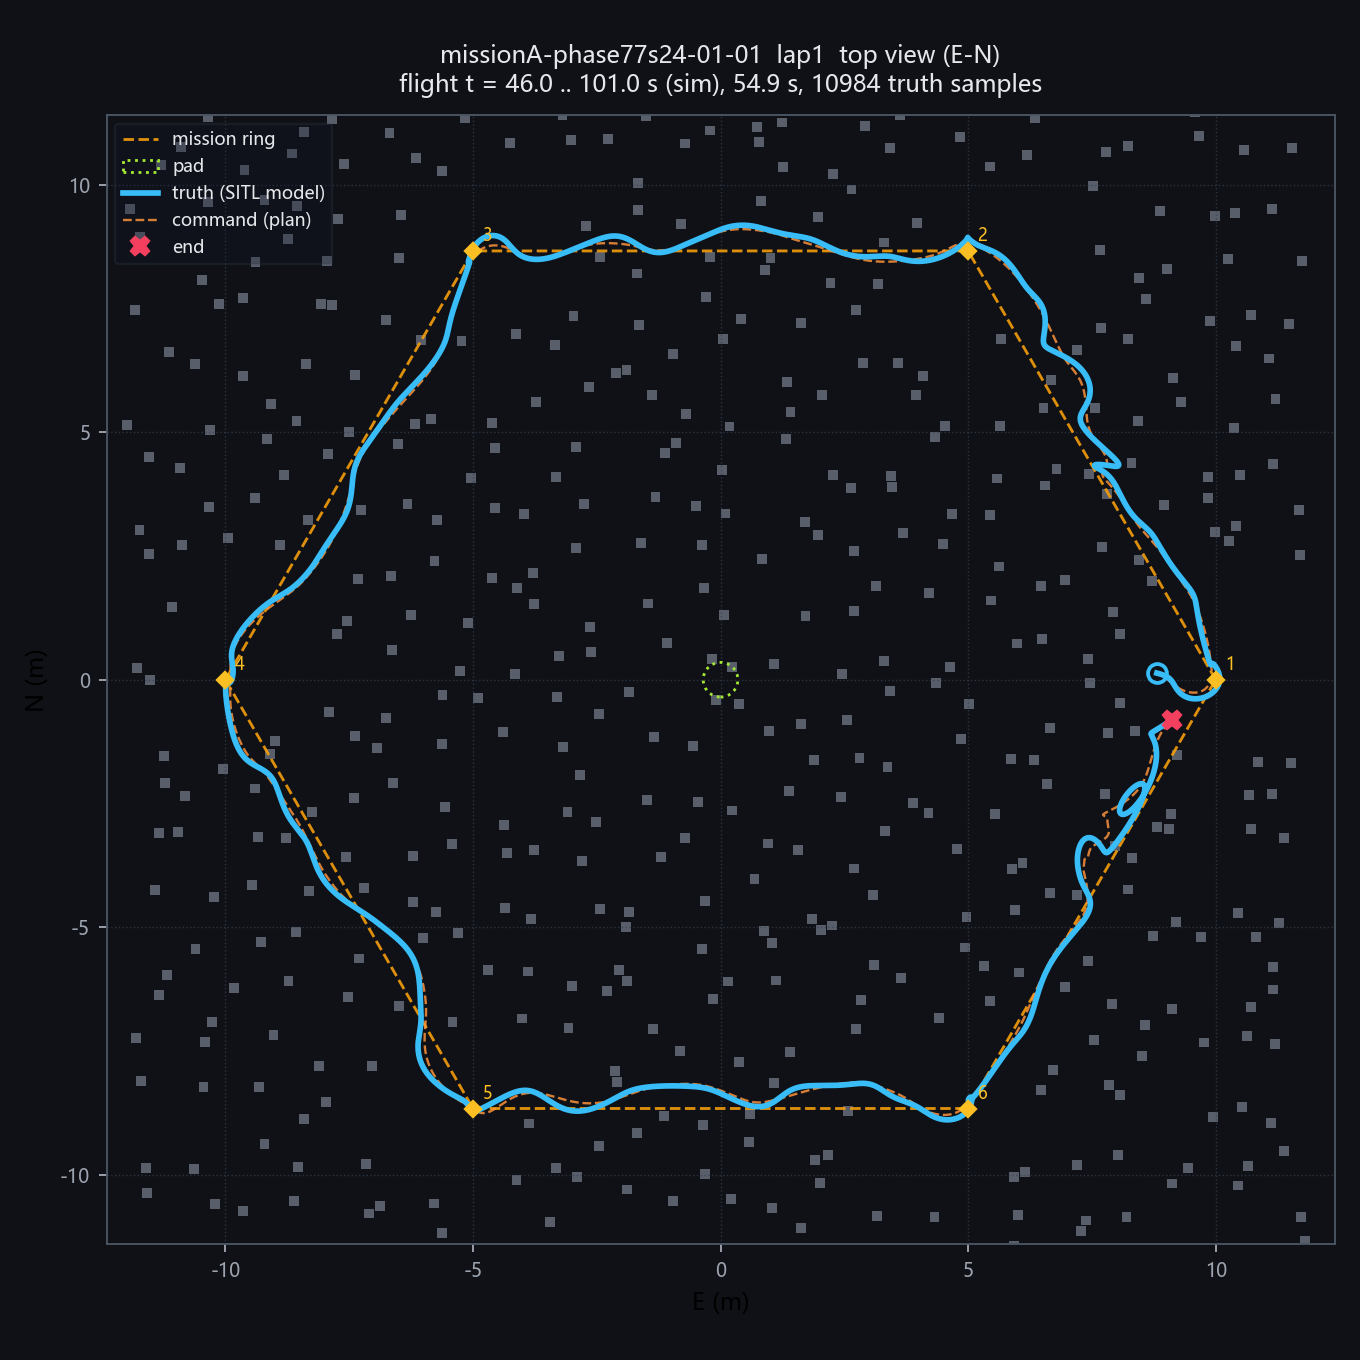 missionA-phase77s24-01-01 lap1 top view (E-N)
flight t = 46.0 .. 101.0 s (sim), 54.9 s, 10984 truth samples
mission ring
pad
truth (SITL model)
command (plan)
end
10
5
0
-5
-10
N (m)
3
2
4
1
5
6
-10
-5
0
5
10
E (m)